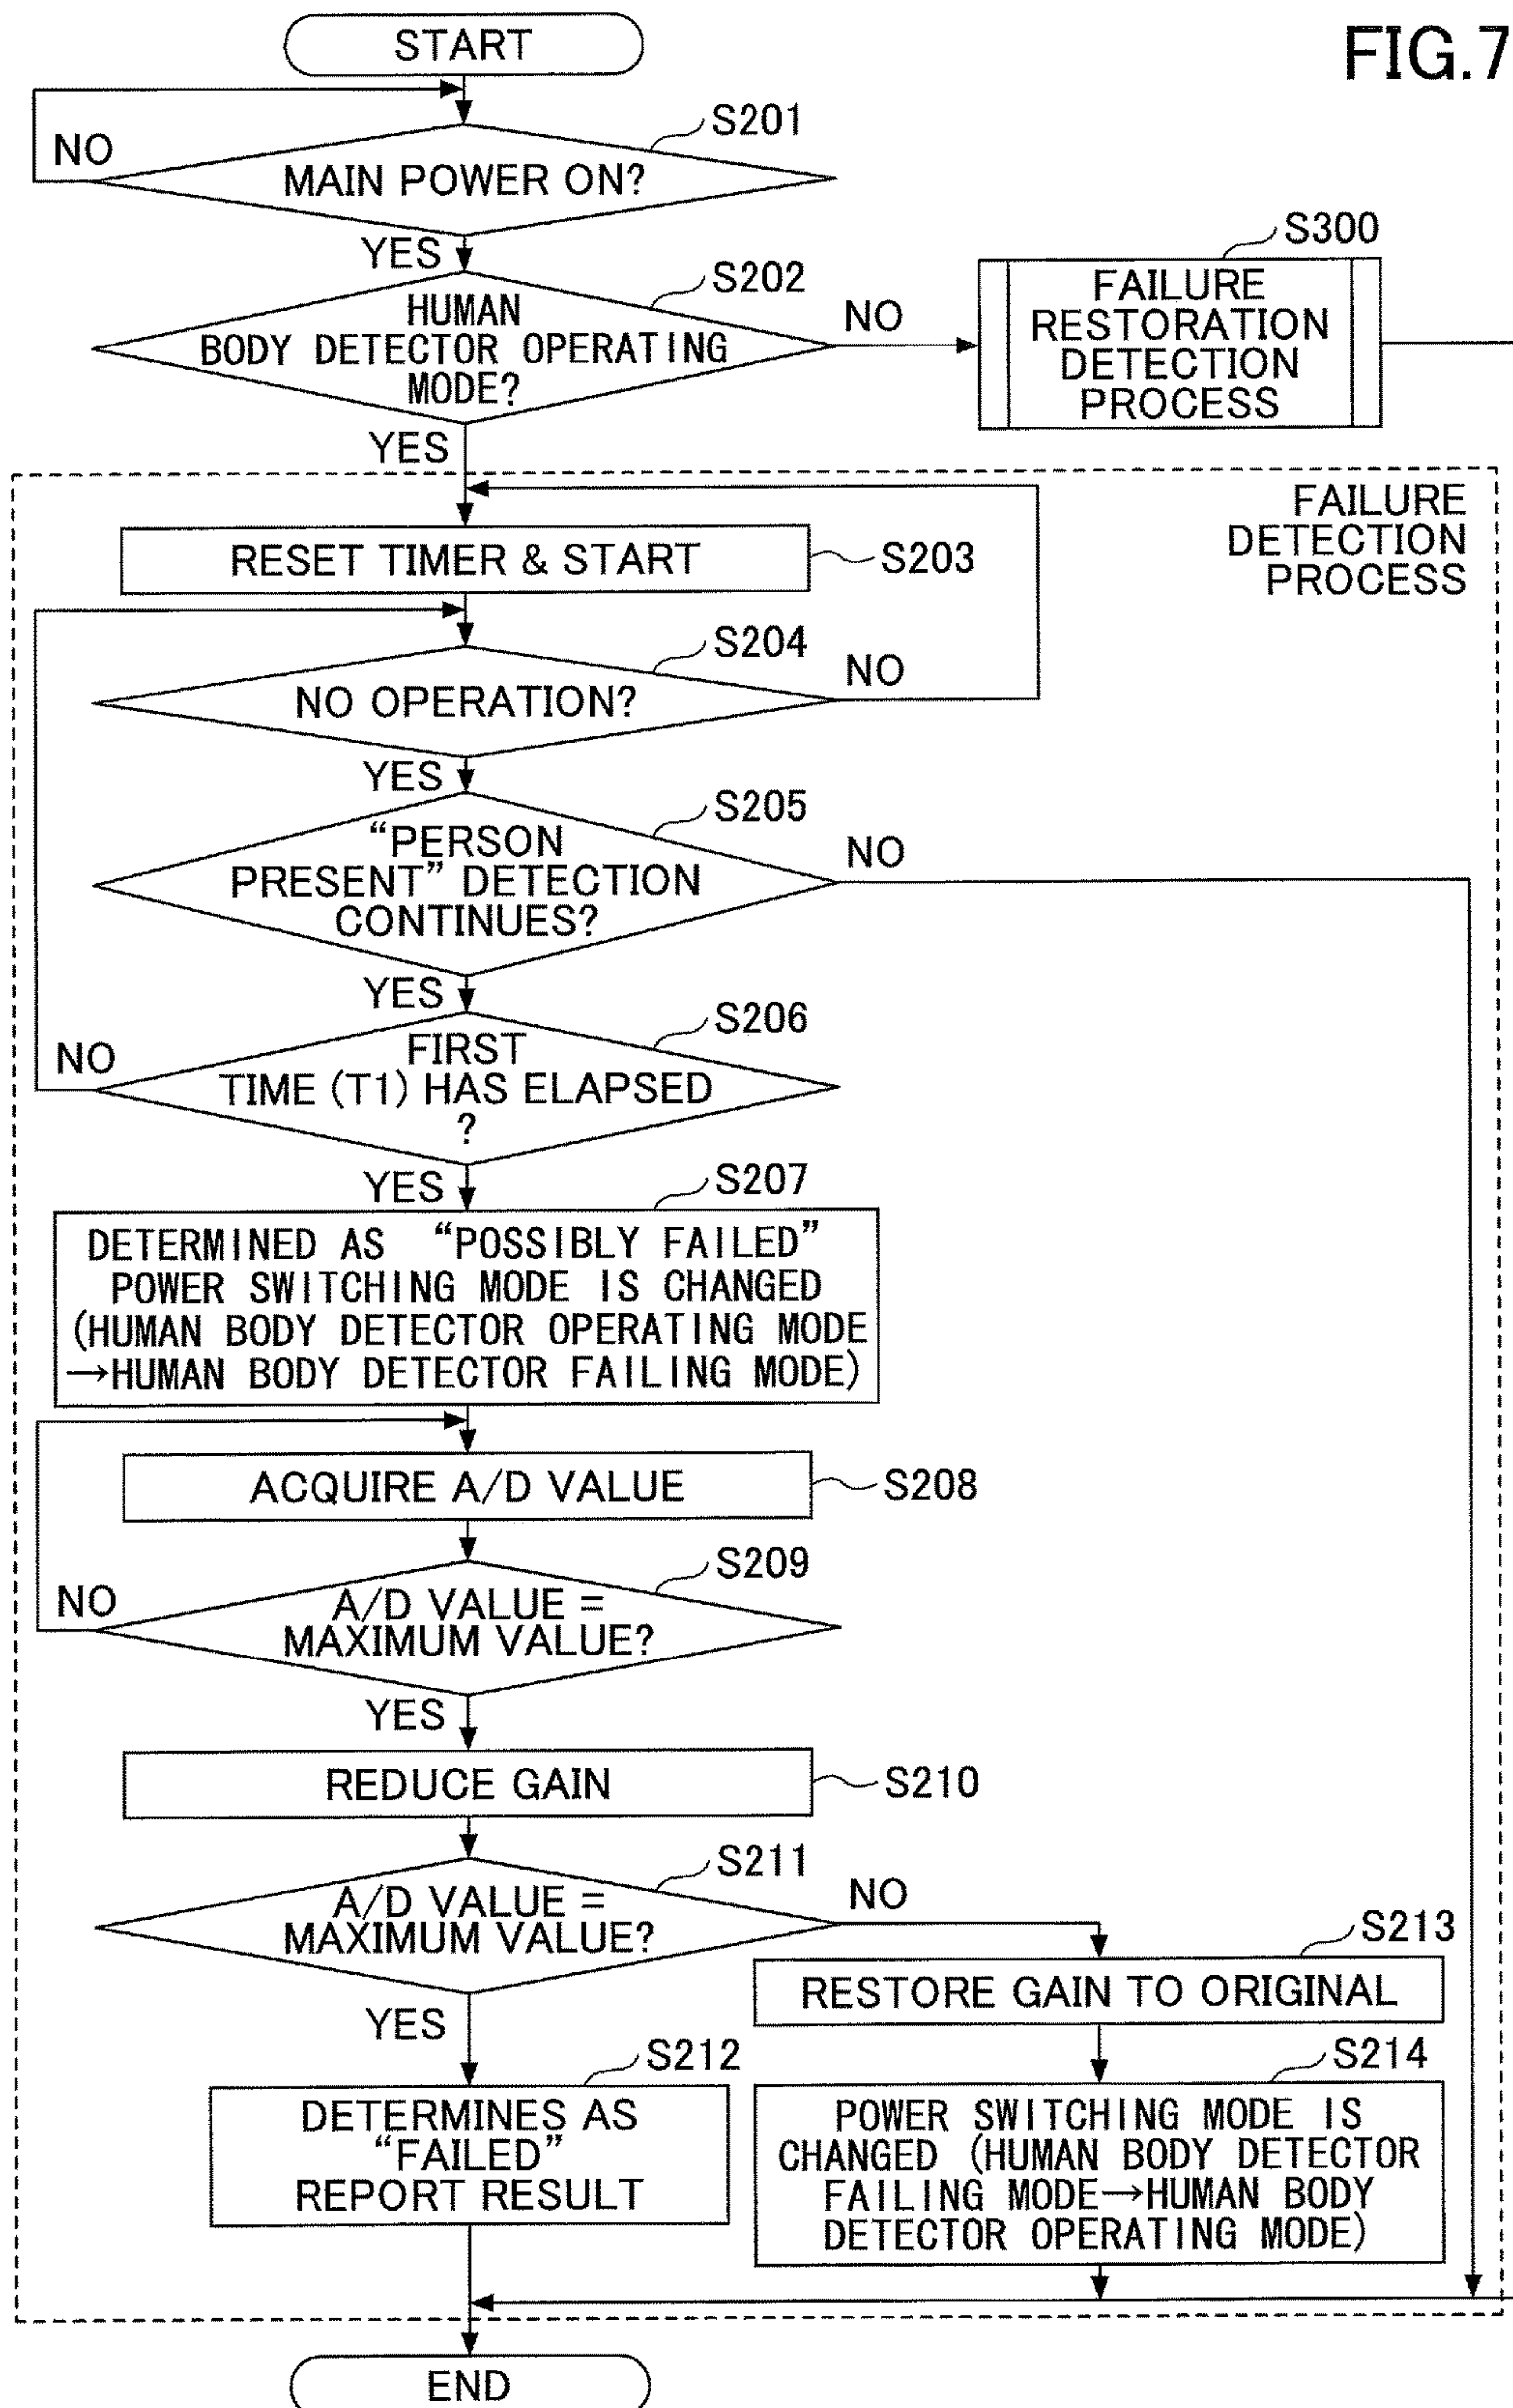 START
FIG.7
S201
NO
MAIN POWER ON?
YES
S202
HUMAN
BODY DETECTOR OPERATING
MODE?
NO
S300
FAILURE
RESTORATION
DETECTION
PROCESS
YES
FAILURE
DETECTION
PROCESS
RESET TIMER & START
S203
S204
NO OPERATION?
NO
YES
S205
“PERSON
PRESENT” DETECTION
CONTINUES?
NO
YES
S206
NO
FIRST
TIME (T1) HAS ELAPSED
?
YES
S207
DETERMINED AS “POSSIBLY FAILED”
POWER SWITCHING MODE IS CHANGED
(HUMAN BODY DETECTOR OPERATING MODE
→HUMAN BODY DETECTOR FAILING MODE)
ACQUIRE A/D VALUE
S208
S209
NO
A/D VALUE =
MAXIMUM VALUE?
YES
REDUCE GAIN
S210
S211
A/D VALUE =
MAXIMUM VALUE?
NO
S213
RESTORE GAIN TO ORIGINAL
YES
S212
DETERMINES AS
“FAILED”
REPORT RESULT
S214
POWER SWITCHING MODE IS
CHANGED (HUMAN BODY DETECTOR
FAILING MODE→HUMAN BODY
DETECTOR OPERATING MODE)
END